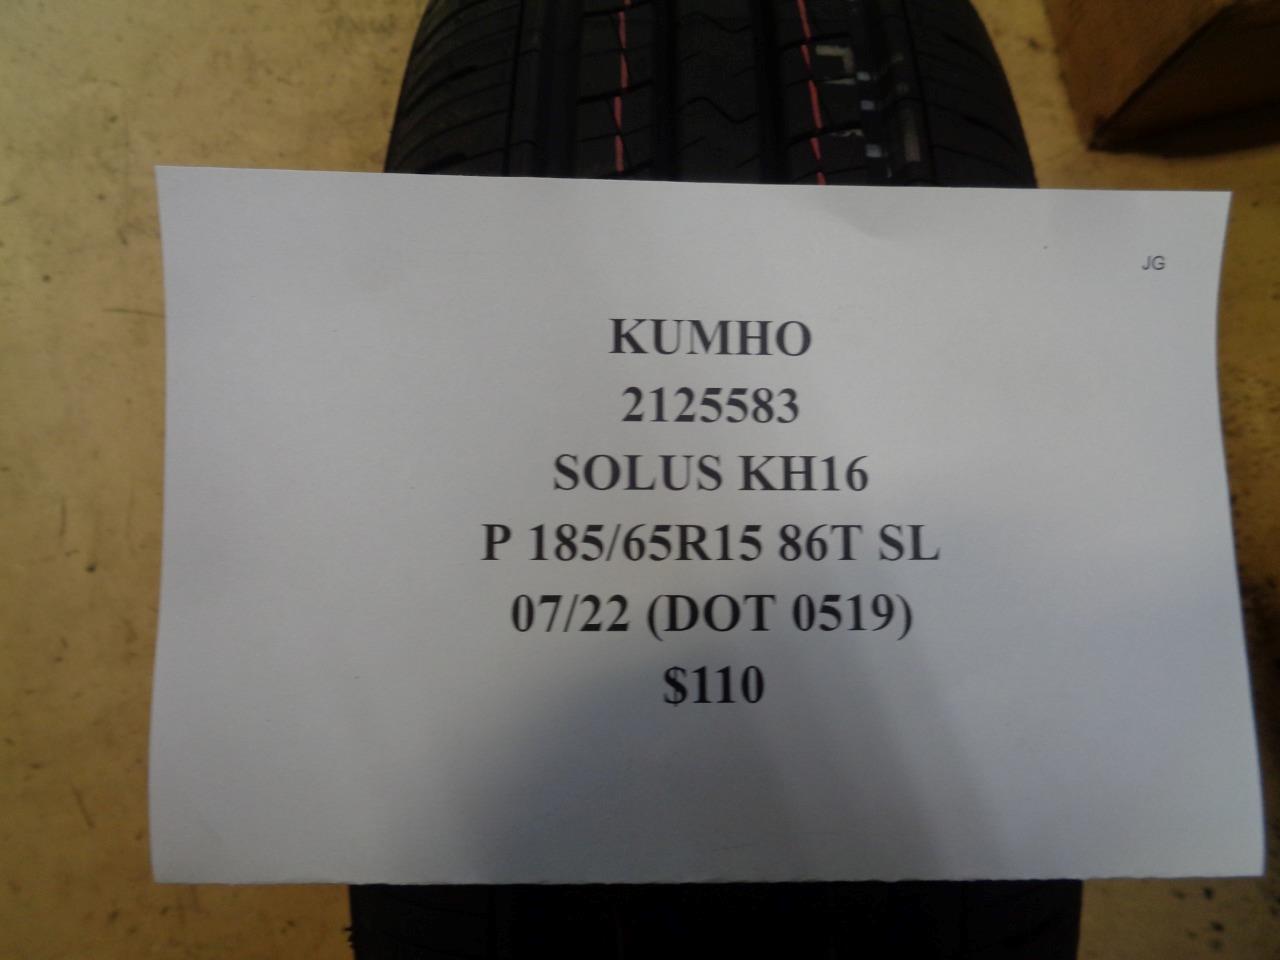 JG
KUMHO
2125583
SOLUS KH16
P 185/65R15 86T SL
07/22 (DOT 0519)
$110